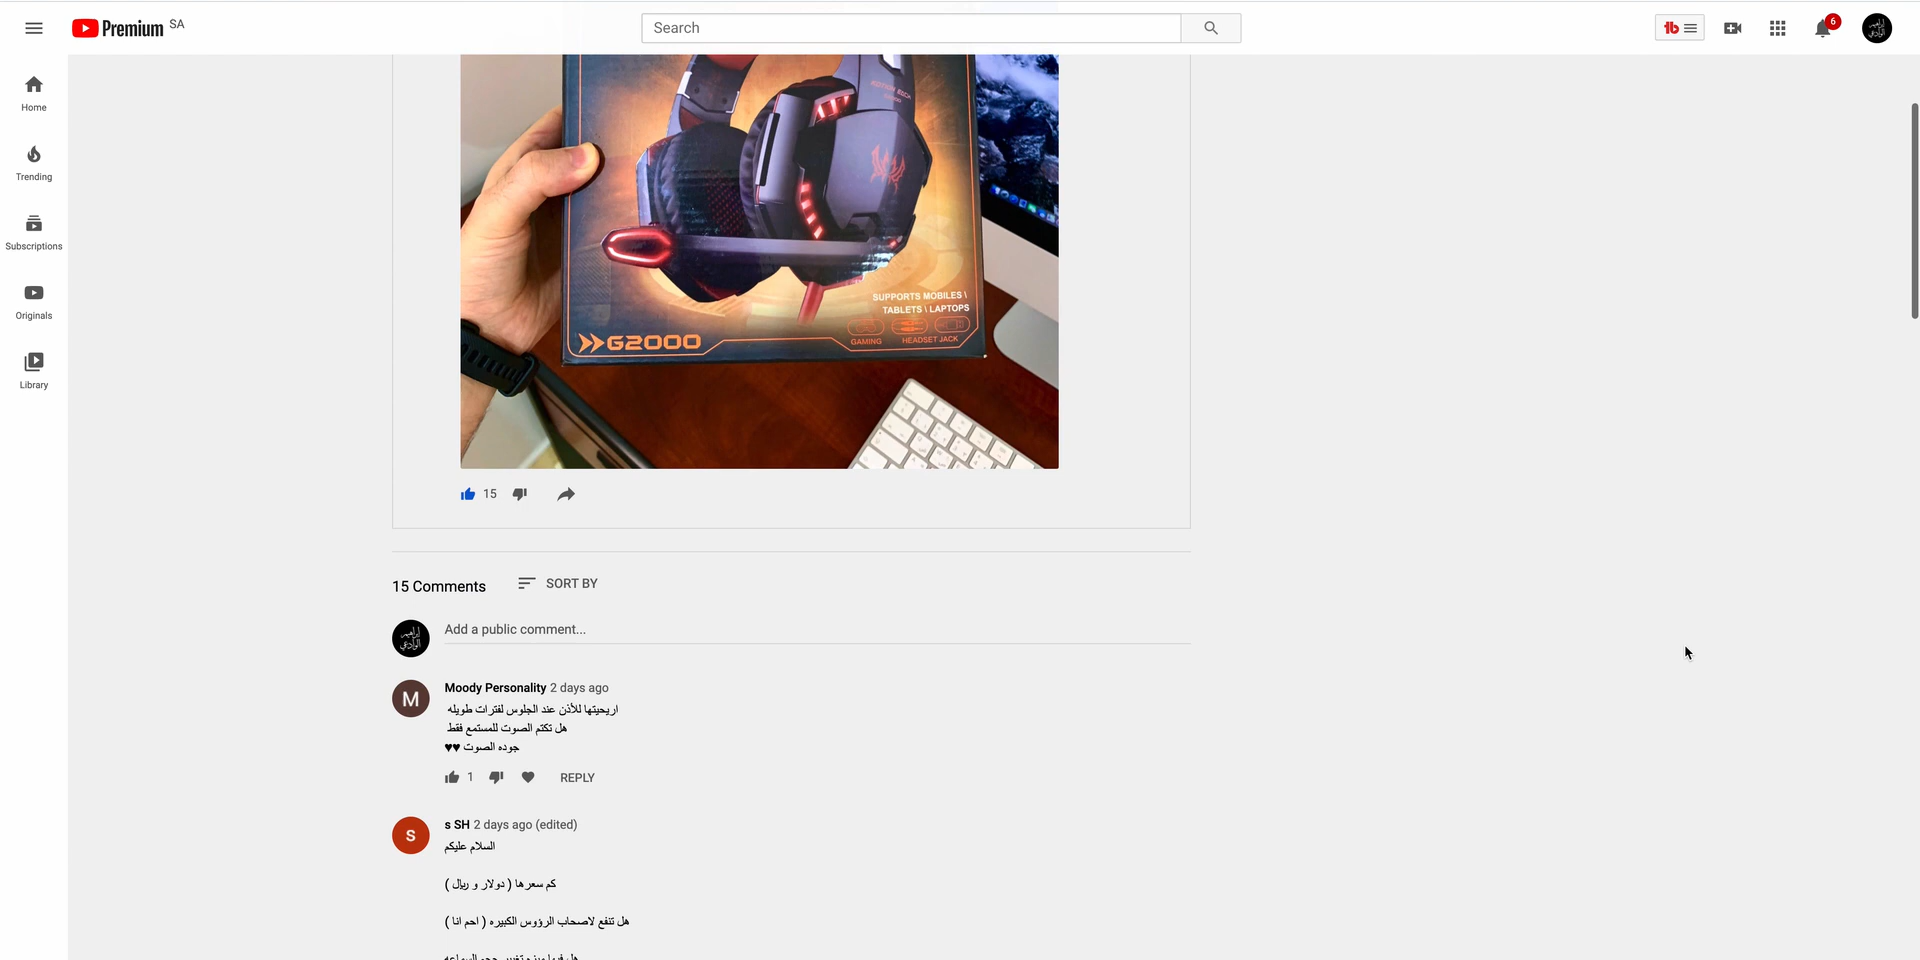 Premium SA
Search
6
Home
Trending
Subscriptions
Originals
Library
SUPPORTS MOBILES \
TABLETS \ LAPTOPS
G2000
GAMING
HEADSET JACK
15
15 Comments
SORT BY
Add a public comment...
M
Moody Personality 2 days ago
اريحيتها للأذن عند الجلوس لفترات طويله
هل تكتم الصوت للمستمع فقط
جوده الصوت ♥♥
1
REPLY
S
s SH 2 days ago (edited)
السلام عليكم
كم سعرها ( دولار و ريال )
هل تنفع لاصحاب الرؤوس الكبيره ( احم انا )